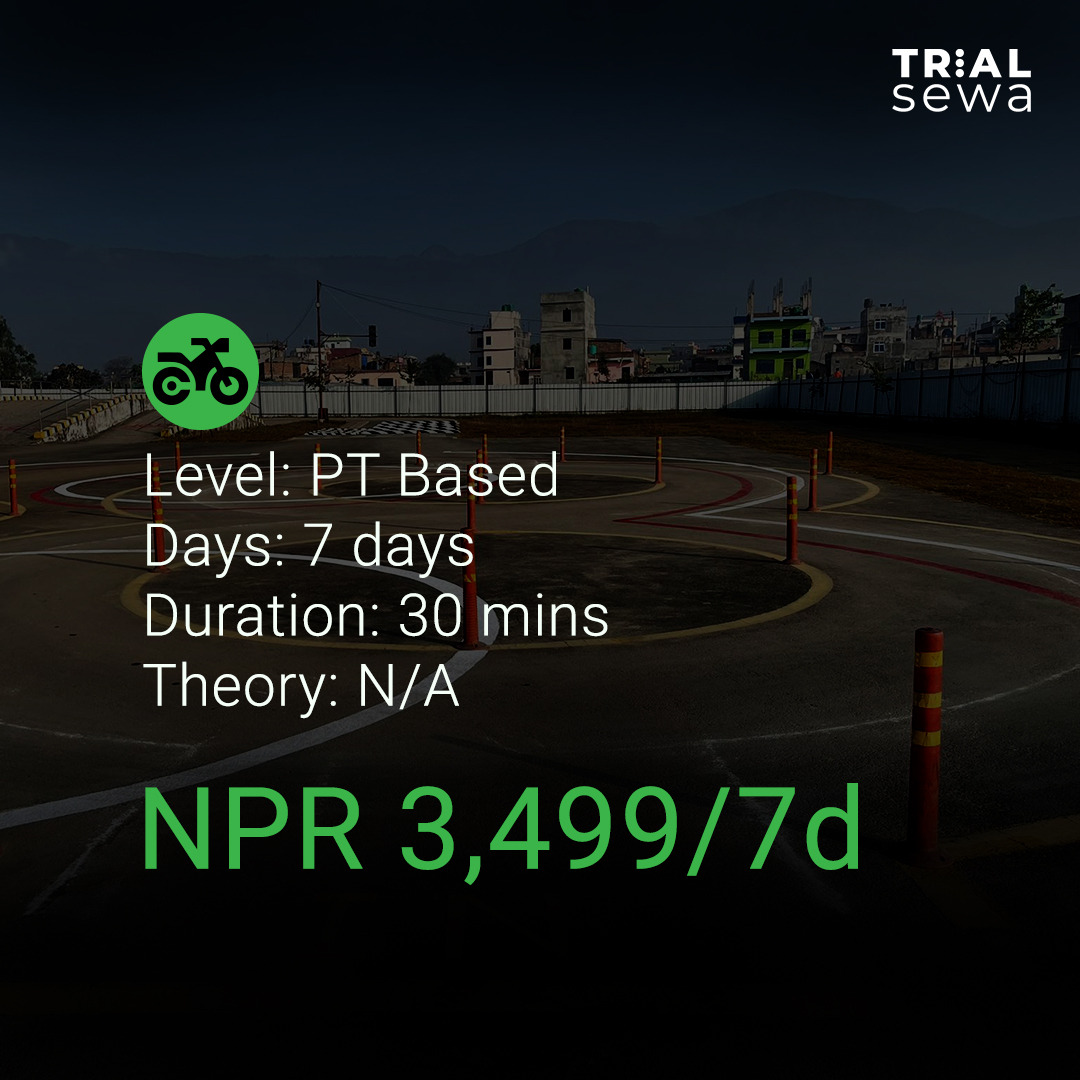 TRIAL
sewa
Level: PT Based
Days: 7 days
Duration: 30 mins
Theory: N/A
NPR 3,499/7d